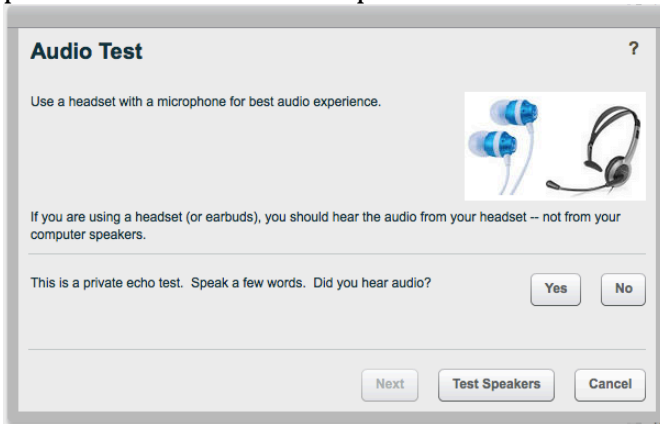 Audio Test
?
Use a headset with a microphone for best audio experience.
If you are using a headset (or earbuds), you should hear the audio from your headset -- not from your
computer speakers.
This is a private echo test. Speak a few words. Did you hear audio?
Yes
No
Next
Test Speakers
Cancel